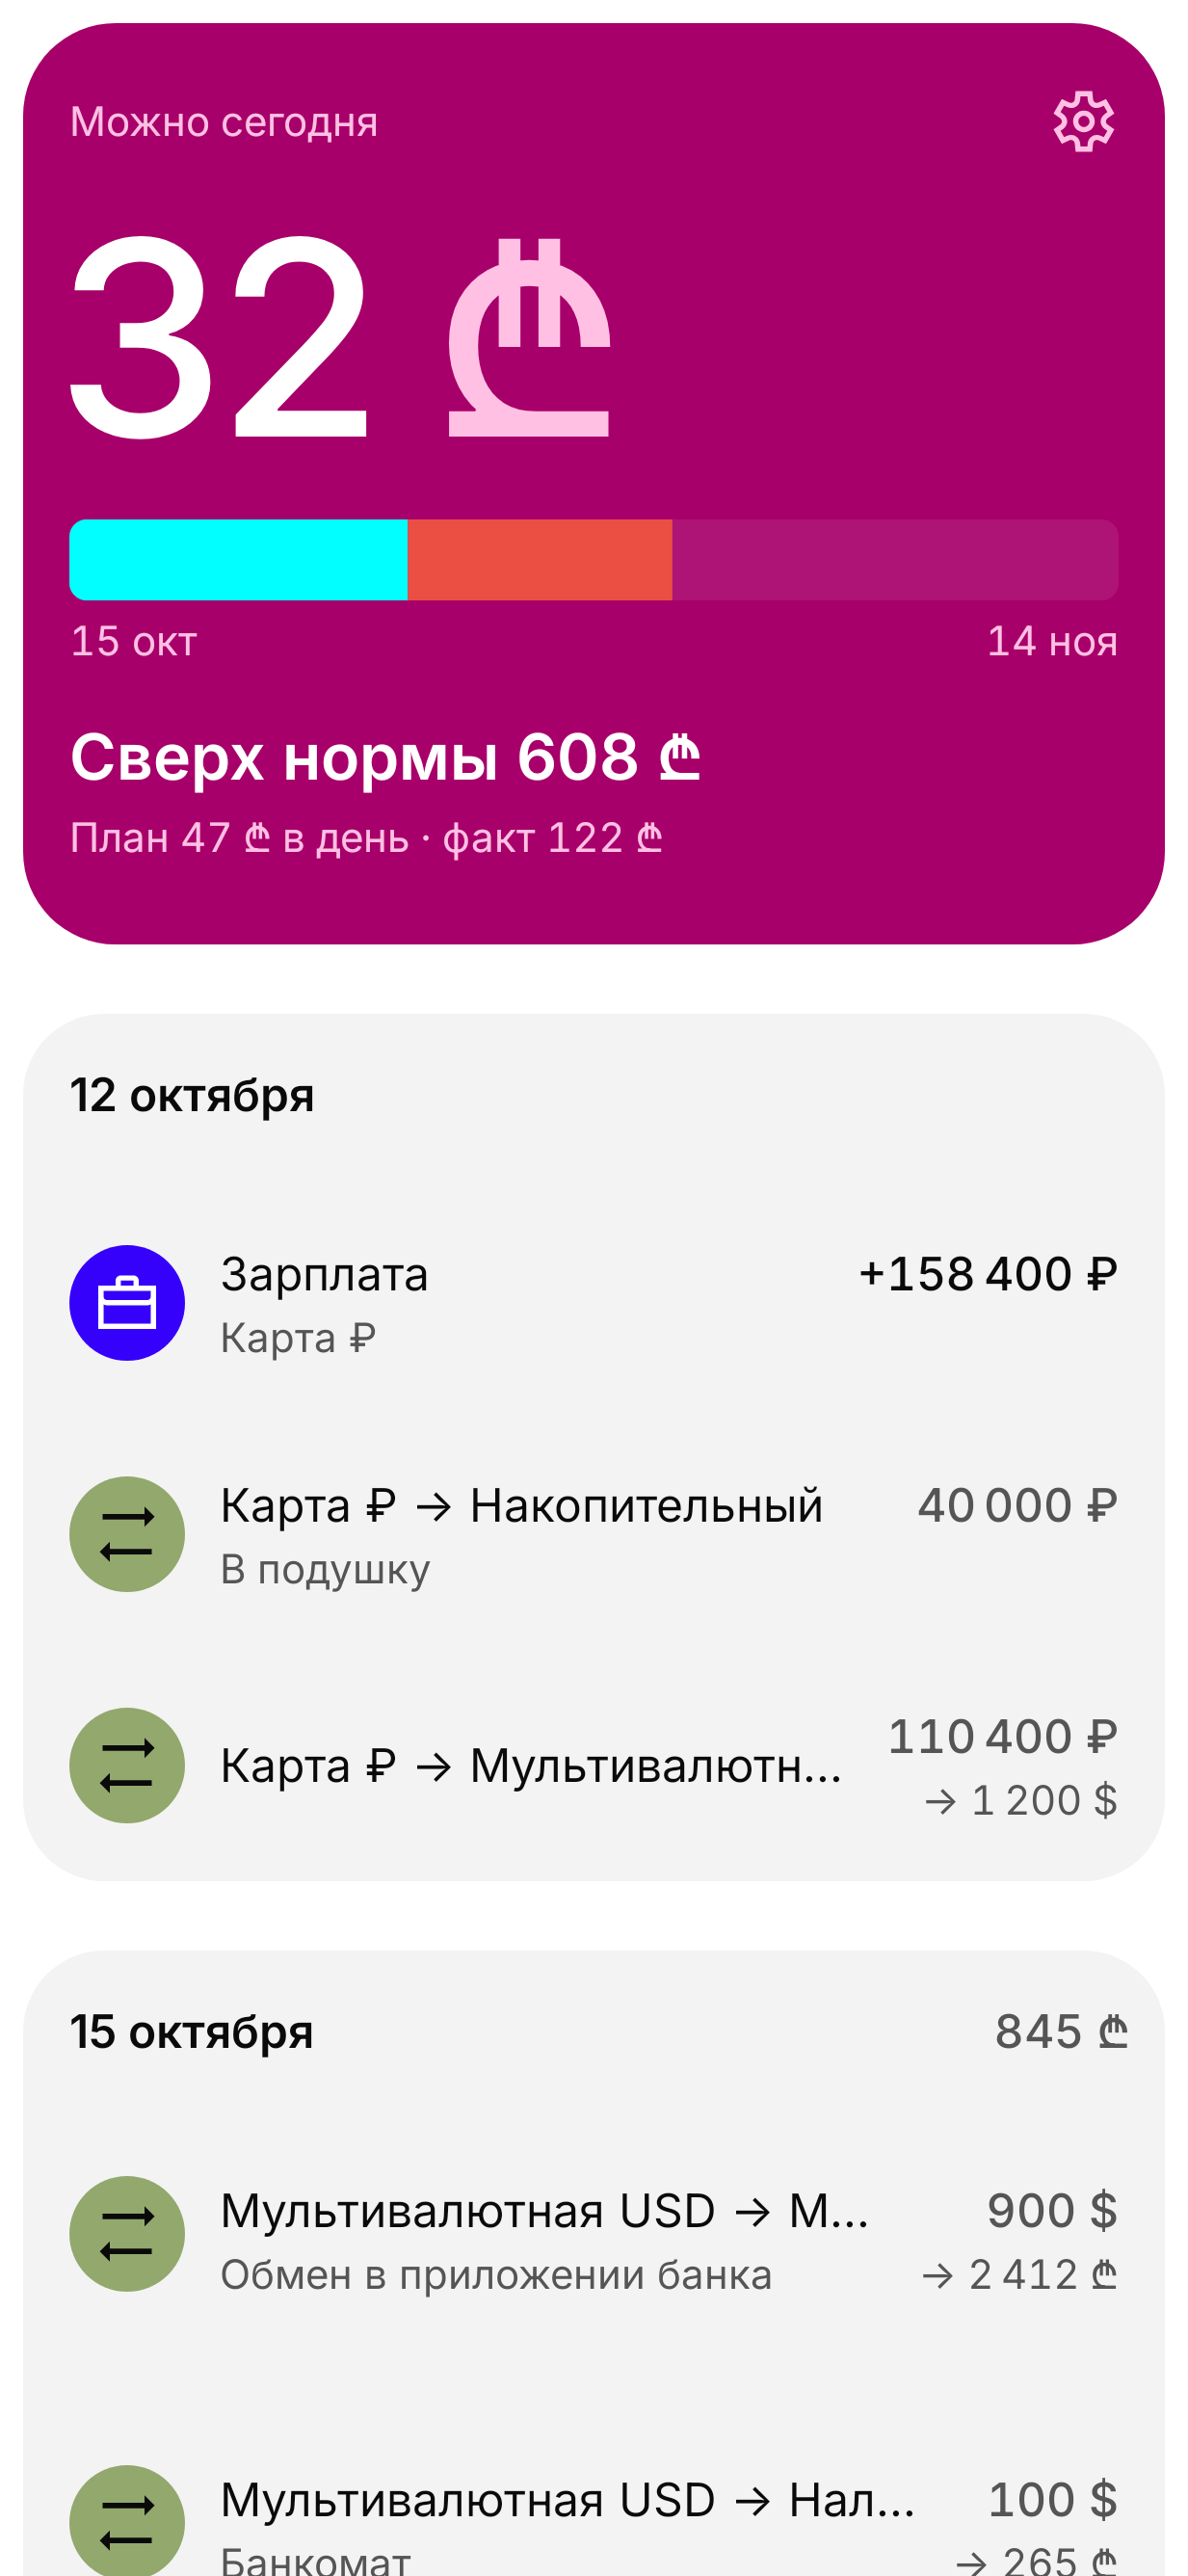 Можно сегодня
32 ₾
15 окт 14 ноя
Сверх нормы 608 ₾
План 47 ₾ в день · факт 122 ₾
12 октября
Зарплата +158 400 ₽
Карта ₽
Карта ₽ → Накопительный 40 000 ₽
В подушку
Карта ₽ → Мультивалютн... 110 400 ₽
→ 1 200 $
15 октября 845 ₾
Мультивалютная USD → М... 900 $
Обмен в приложении банка → 2 412 ₾
Мультивалютная USD → Нал... 100 $
Банкомат → 265 ₾